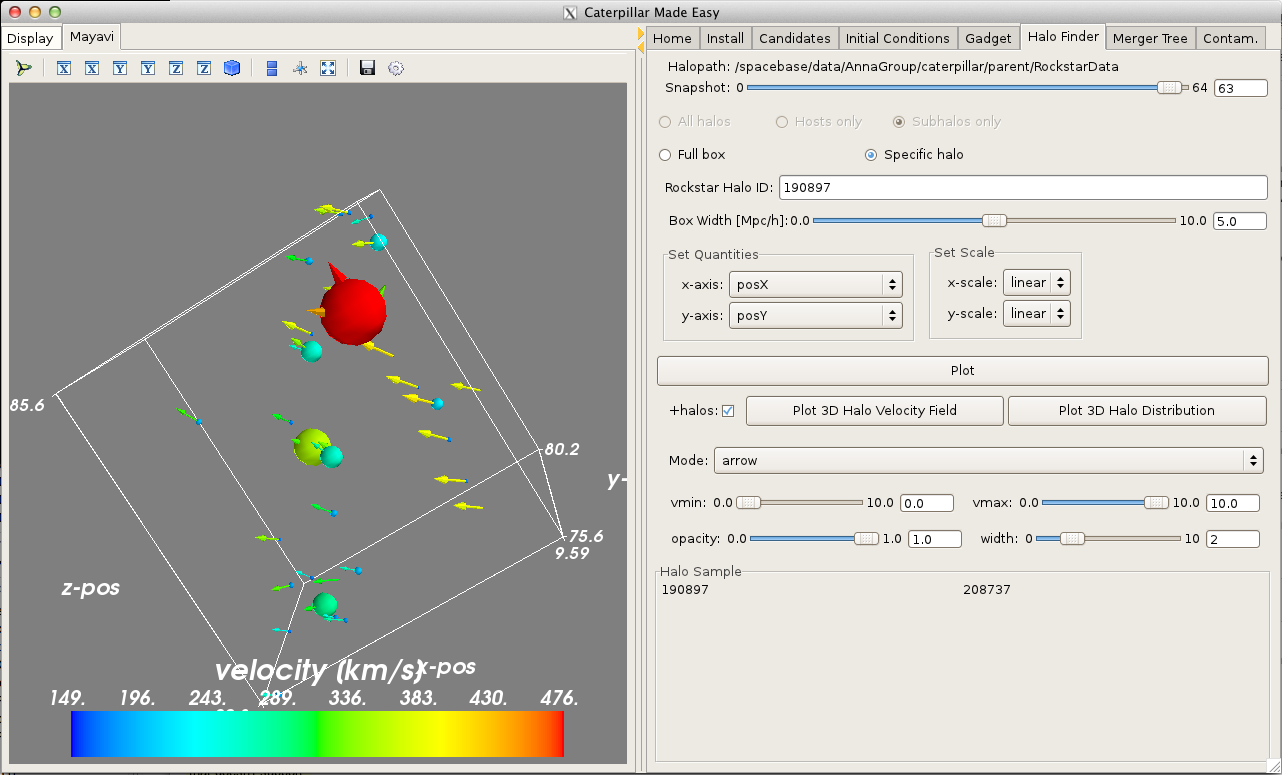 Caterpillar Made Easy
Display Mayavi
Home Install Candidates Initial Conditions Gadget Halo Finder Merger Tree Contam.
X X Y Y Z Z
Halopath: /spacebase/data/AnnaGroup/caterpillar/parent/RockstarData
Snapshot: 0 64 63
All halos Hosts only Subhalos only
Full box Specific halo
Rockstar Halo ID: 190897
Box Width [Mpc/h]: 0.0 10.0 5.0
Set Quantities Set Scale
x-axis: posX x-scale: linear
y-axis: posY y-scale: linear
Plot
+halos: Plot 3D Halo Velocity Field Plot 3D Halo Distribution
Mode: arrow
vmin: 0.0 10.0 0.0 vmax: 0.0 10.0 10.0
opacity: 0.0 1.0 1.0 width: 0 10 2
Halo Sample
190897 208737
85.6
80.2
y-
75.6
9.59
z-pos
velocity (km/s)
x-pos
149. 196. 243. 289. 336. 383. 430. 476.